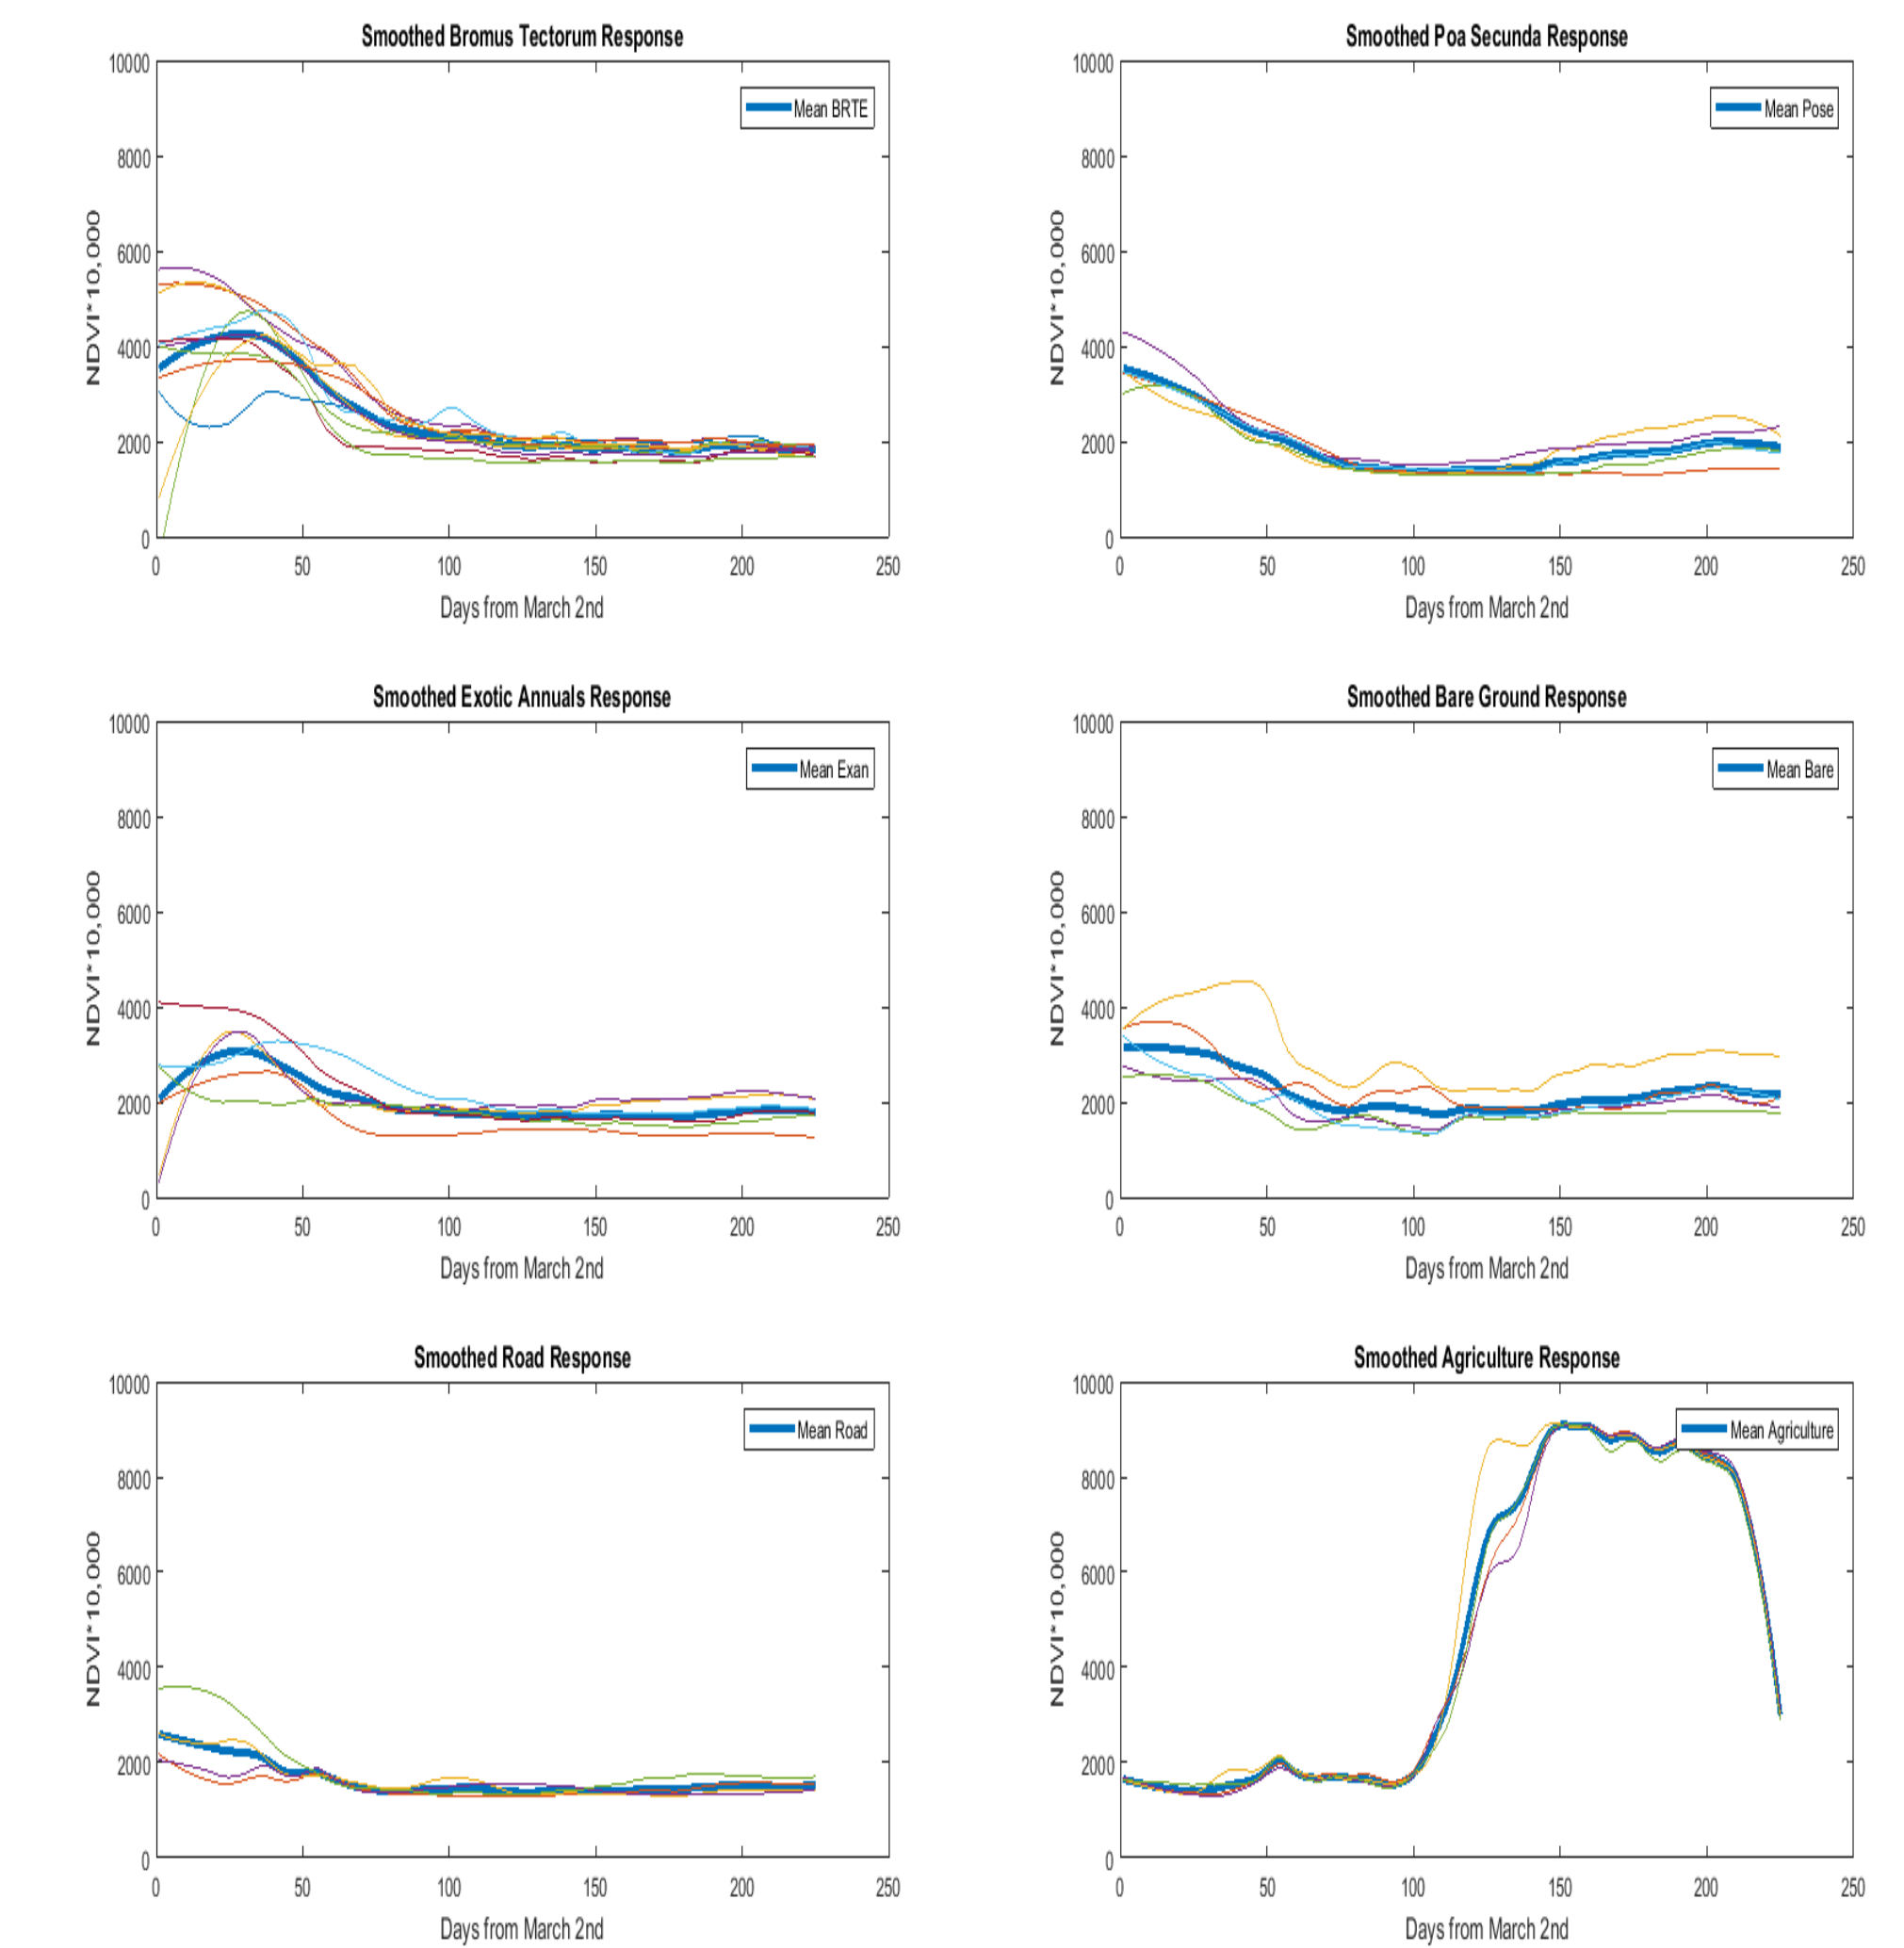 Smoothed Bromus Tectorum Response
10000
8000
6000
4000
2000
0
NDVI*10,000
Mean BRTE
0 50 100 150 200 250
Days from March 2nd
Smoothed Poa Secunda Response
10000
8000
6000
4000
2000
0
NDVI*10,000
Mean Pose
0 50 100 150 200 250
Days from March 2nd
Smoothed Exotic Annuals Response
10000
8000
6000
4000
2000
0
NDVI*10,000
Mean Exan
0 50 100 150 200 250
Days from March 2nd
Smoothed Bare Ground Response
10000
8000
6000
4000
2000
0
NDVI*10,000
Mean Bare
0 50 100 150 200 250
Days from March 2nd
Smoothed Road Response
10000
8000
6000
4000
2000
0
NDVI*10,000
Mean Road
0 50 100 150 200 250
Days from March 2nd
Smoothed Agriculture Response
10000
8000
6000
4000
2000
0
NDVI*10,000
Mean Agriculture
0 50 100 150 200 250
Days from March 2nd